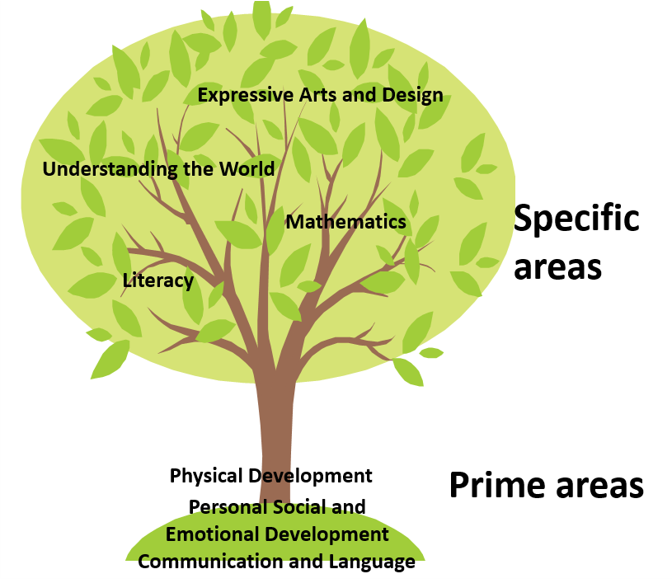 Expressive Arts and Design
Understanding the World
Mathematics
Literacy
Specific
areas
Physical Development
Prime areas
Personal Social and
Emotional Development
Communication and Language